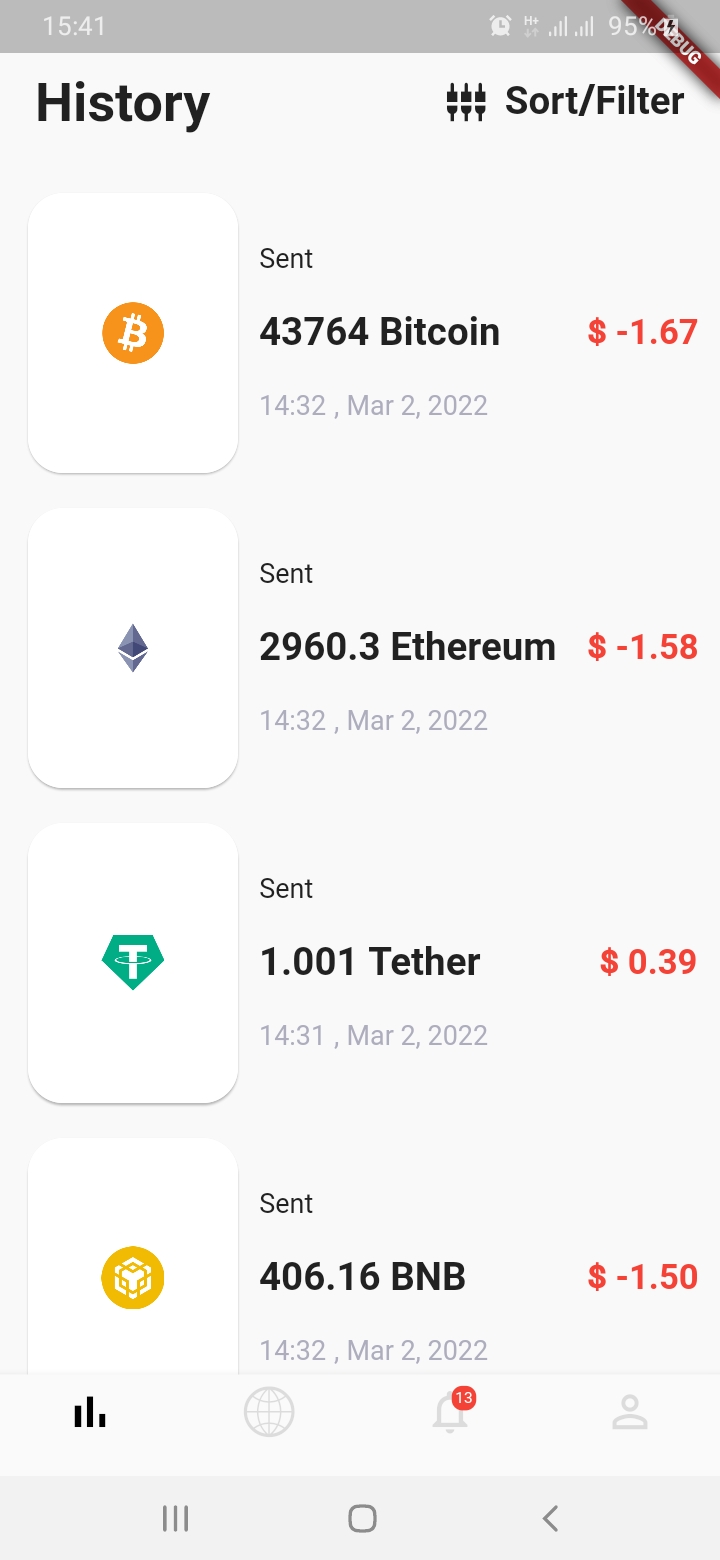 15:41 H+ 95%
DEBUG
History Sort/Filter
Sent
43764 Bitcoin $ -1.67
14:32 , Mar 2, 2022
Sent
2960.3 Ethereum $ -1.58
14:32 , Mar 2, 2022
Sent
1.001 Tether $ 0.39
14:31 , Mar 2, 2022
Sent
406.16 BNB $ -1.50
14:32 , Mar 2, 2022
13